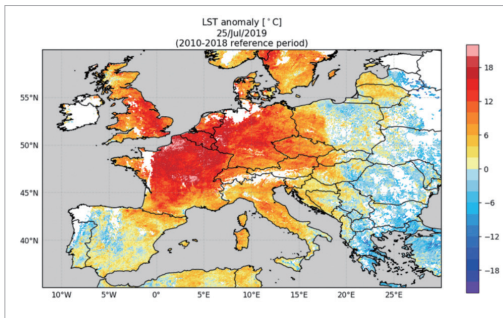 LST anomaly [°C]
25/Jul/2019
(2010-2018 reference period)
55°N
50°N
45°N
40°N
10°W 5°W 0° 5°E 10°E 15°E 20°E 25°E
18
12
6
0
−6
−12
−18